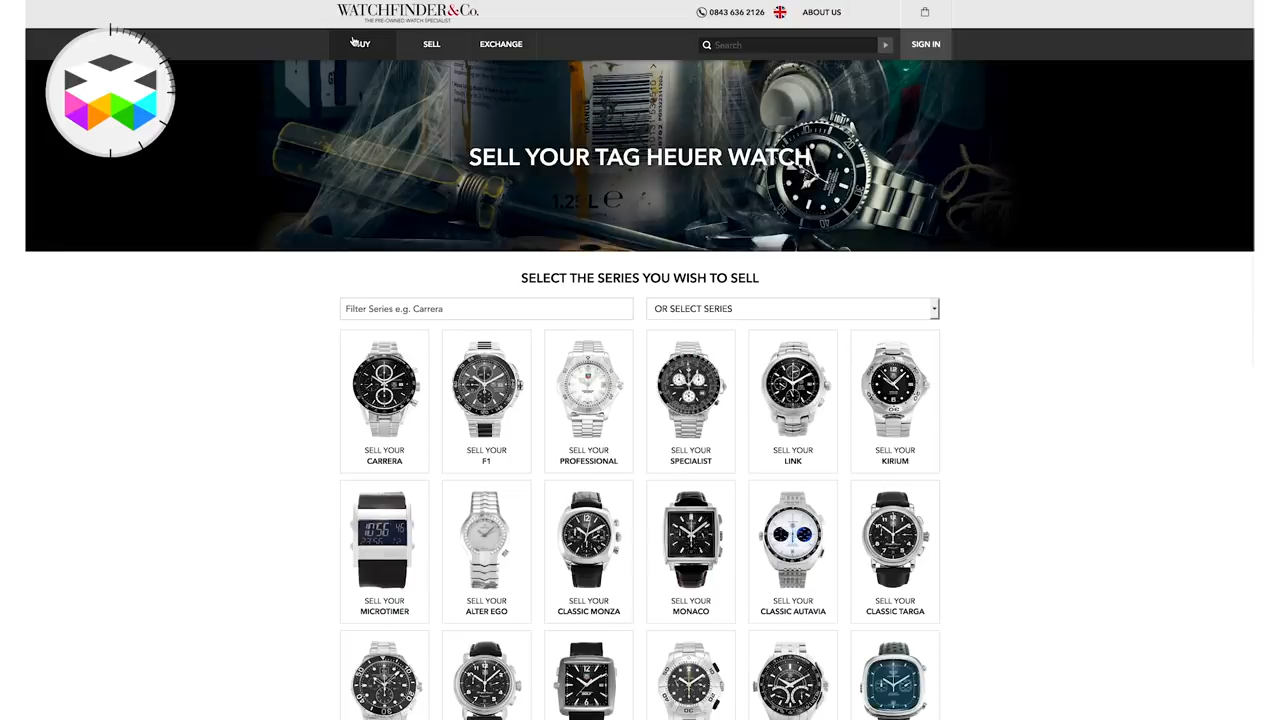 WATCHFINDER&Co.
THE PRE-OWNED WATCH SPECIALIST
0843 636 2126
ABOUT US
BUY
SELL
EXCHANGE
Search
SIGN IN
SELL YOUR TAG HEUER WATCH
1.25L e
SELECT THE SERIES YOU WISH TO SELL
Filter Series e.g. Carrera
OR SELECT SERIES
SELL YOUR
CARRERA
SELL YOUR
F1
SELL YOUR
PROFESSIONAL
SELL YOUR
SPECIALIST
SELL YOUR
LINK
SELL YOUR
KIRIUM
SELL YOUR
MICROTIMER
SELL YOUR
ALTER EGO
SELL YOUR
CLASSIC MONZA
SELL YOUR
MONACO
SELL YOUR
CLASSIC AUTAVIA
SELL YOUR
CLASSIC TARGA